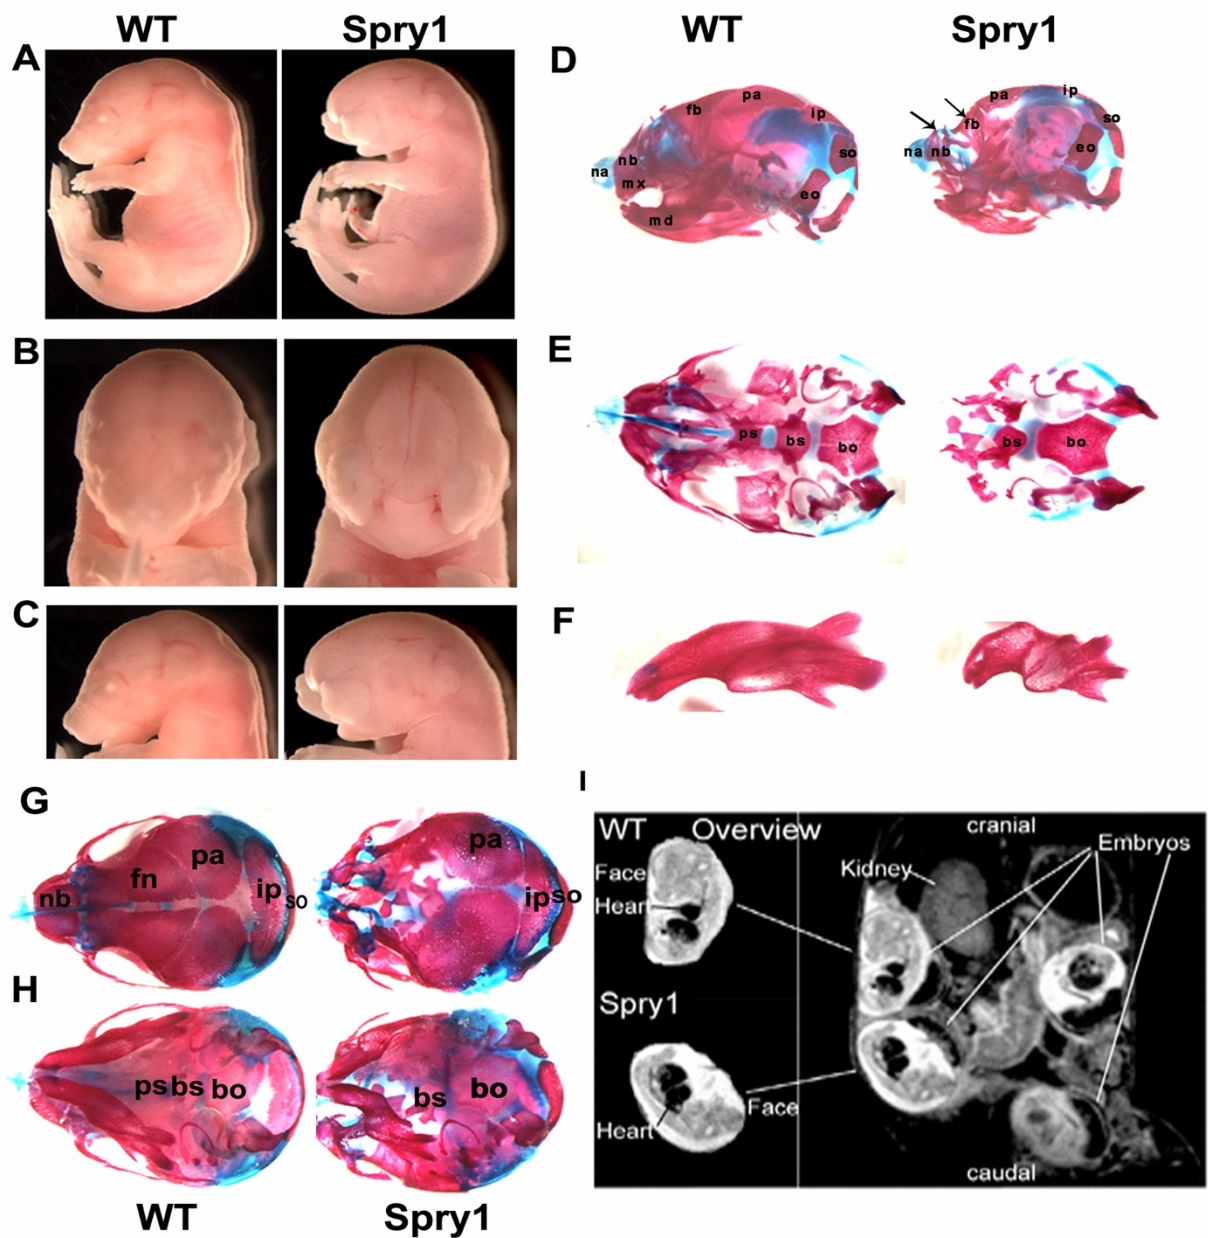 WT Spry1
A
B
C
WT Spry1
D
fb pa ip
na nb mx md so eo
pa ip so
fb na nb eo
E
ps bs bo
bs bo
F
G
nb fn pa ip so
pa ip so
H
ps bs bo
bs bo
WT Spry1
I
WT Overview cranial
Embryos
Face Kidney
Heart
Spry1
Face
Heart
caudal